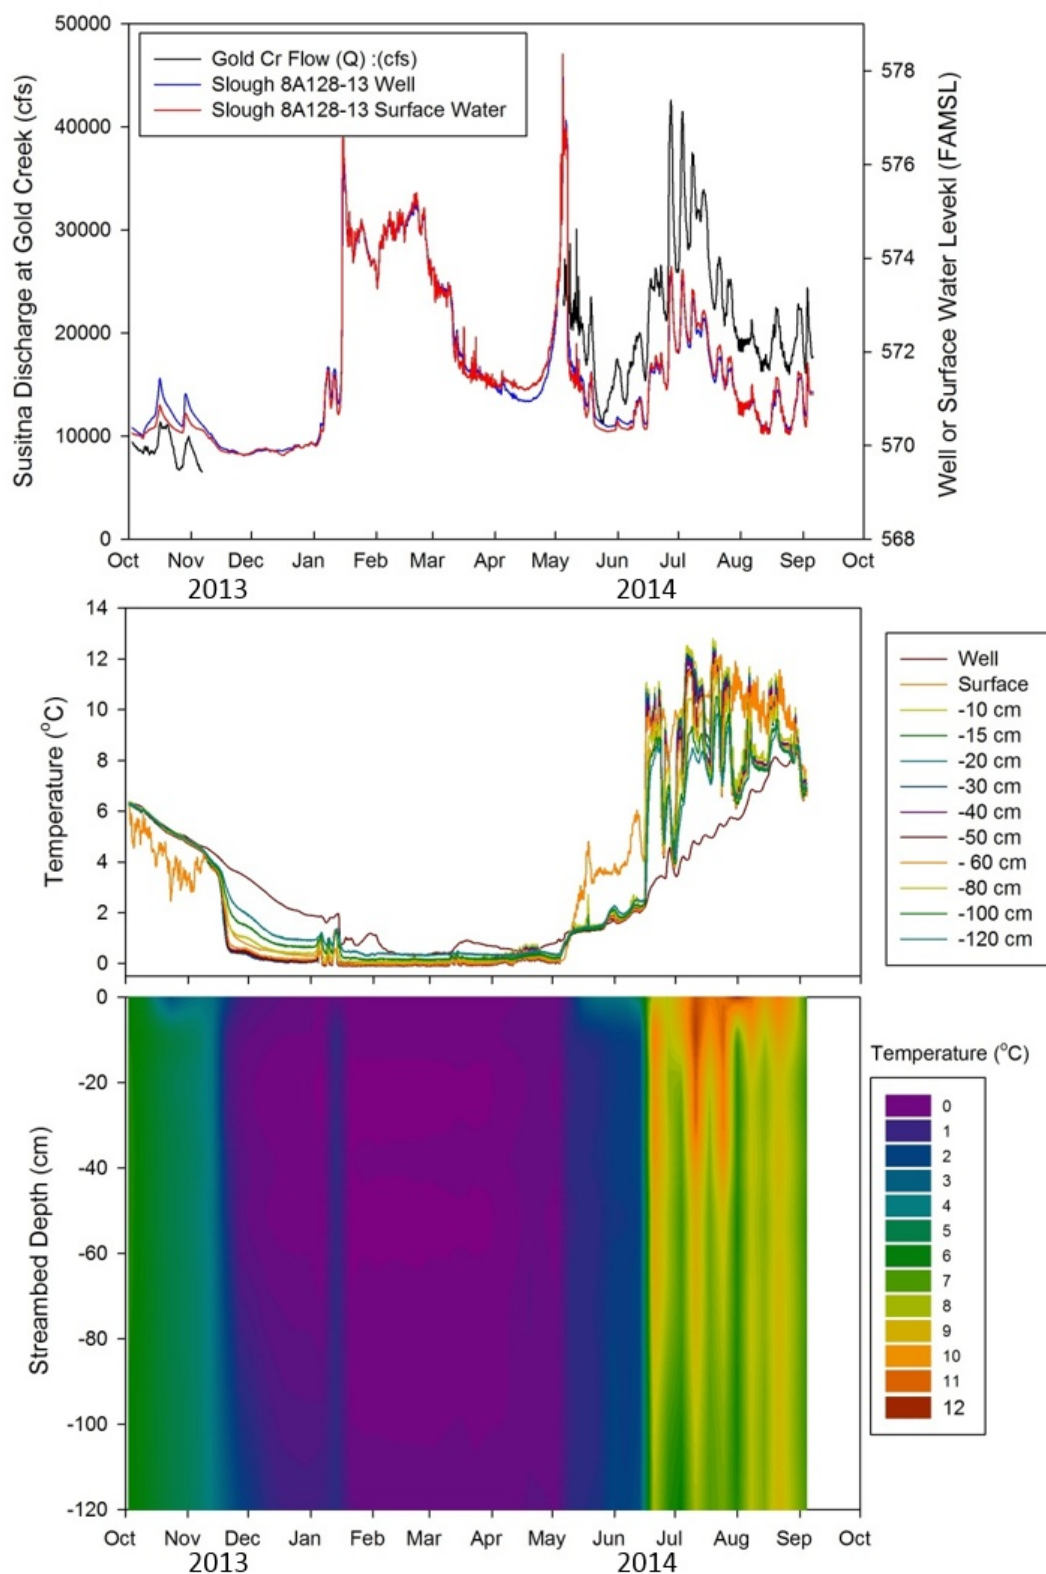 50000
40000
30000
20000
10000
0
Susitna Discharge at Gold Creek (cfs)
Gold Cr Flow (Q) :(cfs)
Slough 8A128-13 Well
Slough 8A128-13 Surface Water
578
576
574
572
570
568
Well or Surface Water Levekl (FAMSL)
Oct Nov Dec Jan Feb Mar Apr May Jun Jul Aug Sep Oct
2013 2014
14
12
10
8
6
4
2
0
Temperature (°C)
Well
Surface
-10 cm
-15 cm
-20 cm
-30 cm
-40 cm
-50 cm
- 60 cm
-80 cm
-100 cm
-120 cm
0
-20
-40
-60
-80
-100
-120
Streambed Depth (cm)
Temperature (°C)
0
1
2
3
4
5
6
7
8
9
10
11
12
Oct Nov Dec Jan Feb Mar Apr May Jun Jul Aug Sep Oct
2013 2014